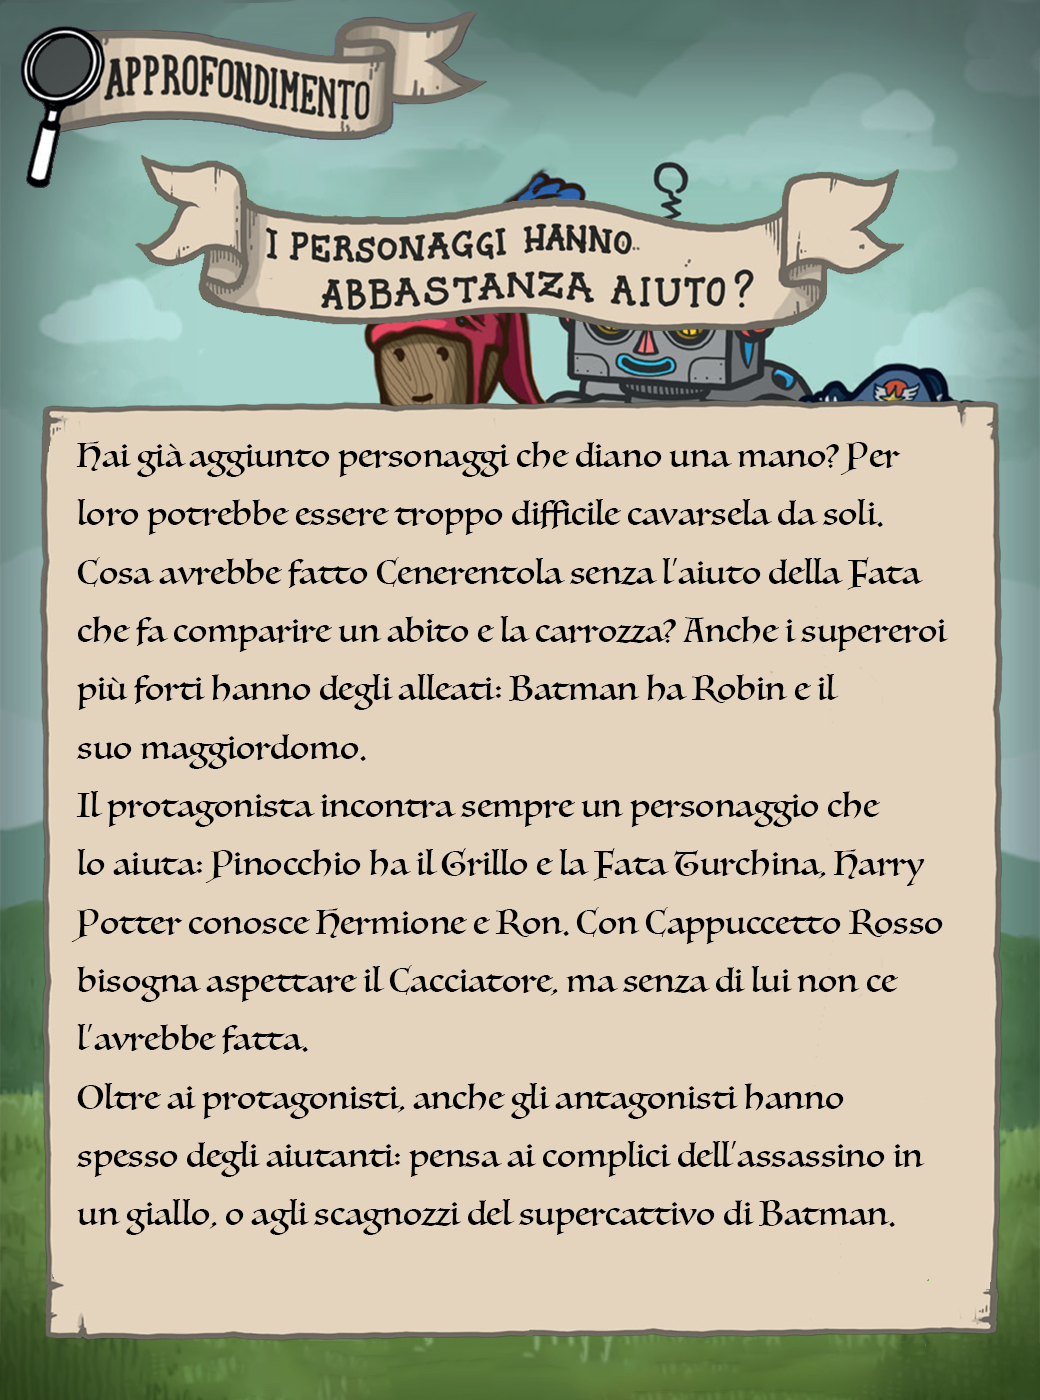 APPROFONDIMENTO
I PERSONAGGI HANNO..
ABBASTANZA AIUTO?
Hai già aggiunto personaggi che diano una mano? Per
loro potrebbe essere troppo difficile cavarsela da soli.
Cosa avrebbe fatto Cenerentola senza l'aiuto della Fata
che fa comparire un abito e la carrozza? Anche i supereroi
più forti hanno degli alleati: Batman ha Robin e il
suo maggiordomo.
Il protagonista incontra sempre un personaggio che
lo aiuta: Pinocchio ha il Grillo e la Fata Turchina, Harry
Potter conosce Hermione e Ron. Con Cappuccetto Rosso
bisogna aspettare il Cacciatore, ma senza di lui non ce
l'avrebbe fatta.
Oltre ai protagonisti, anche gli antagonisti hanno
spesso degli aiutanti: pensa ai complici dell'assassino in
un giallo, o agli scagnozzi del supercattivo di Batman.